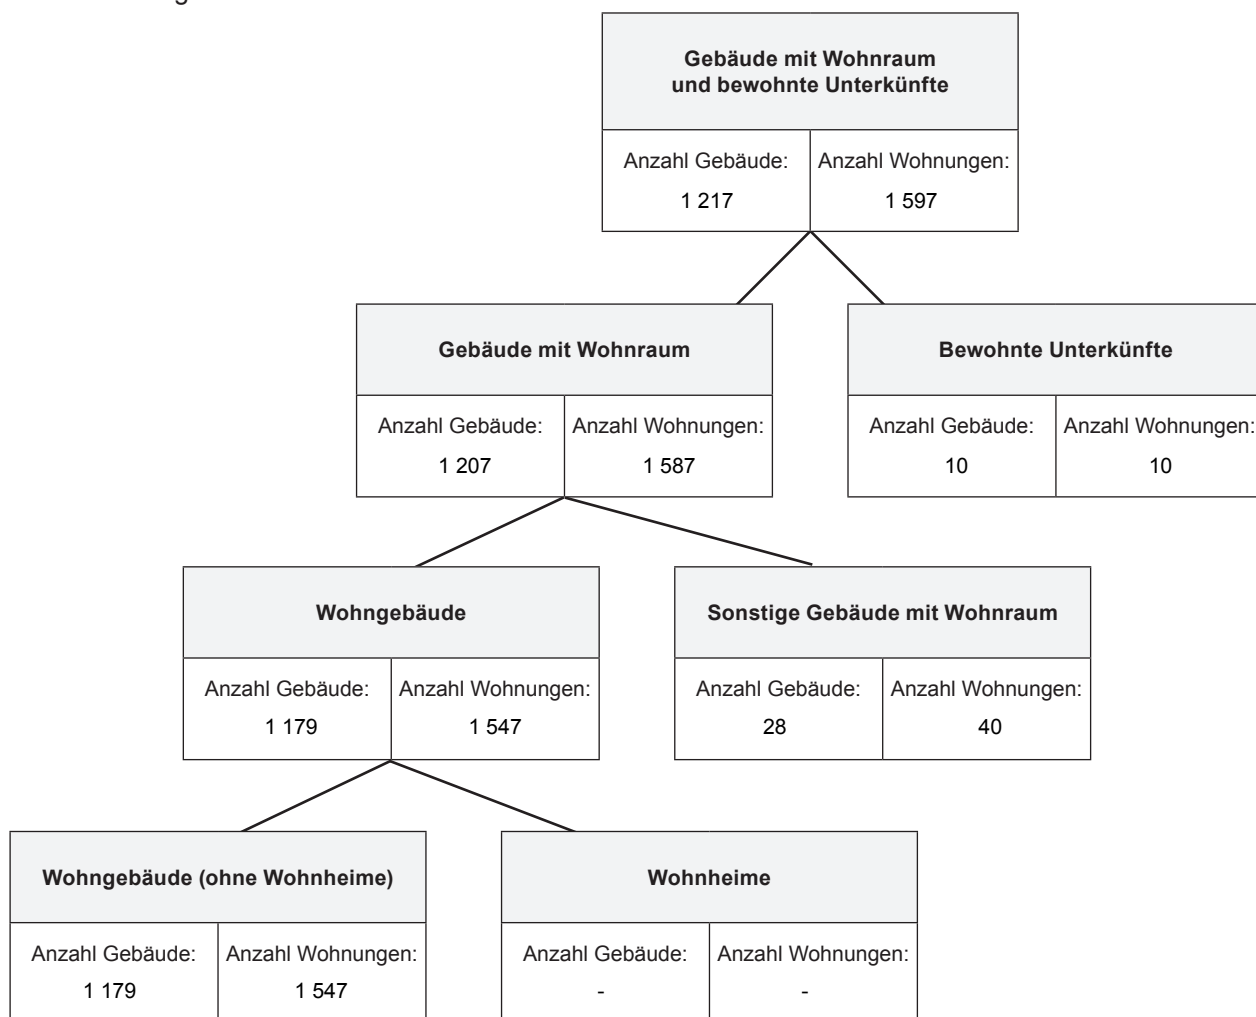 Gebäude mit Wohnraum
und bewohnte Unterkünfte
Anzahl Gebäude:
1 217
Anzahl Wohnungen:
1 597
Gebäude mit Wohnraum
Anzahl Gebäude:
1 207
Anzahl Wohnungen:
1 587
Bewohnte Unterkünfte
Anzahl Gebäude:
10
Anzahl Wohnungen:
10
Wohngebäude
Anzahl Gebäude:
1 179
Anzahl Wohnungen:
1 547
Sonstige Gebäude mit Wohnraum
Anzahl Gebäude:
28
Anzahl Wohnungen:
40
Wohngebäude (ohne Wohnheime)
Anzahl Gebäude:
1 179
Anzahl Wohnungen:
1 547
Wohnheime
Anzahl Gebäude:
-
Anzahl Wohnungen:
-